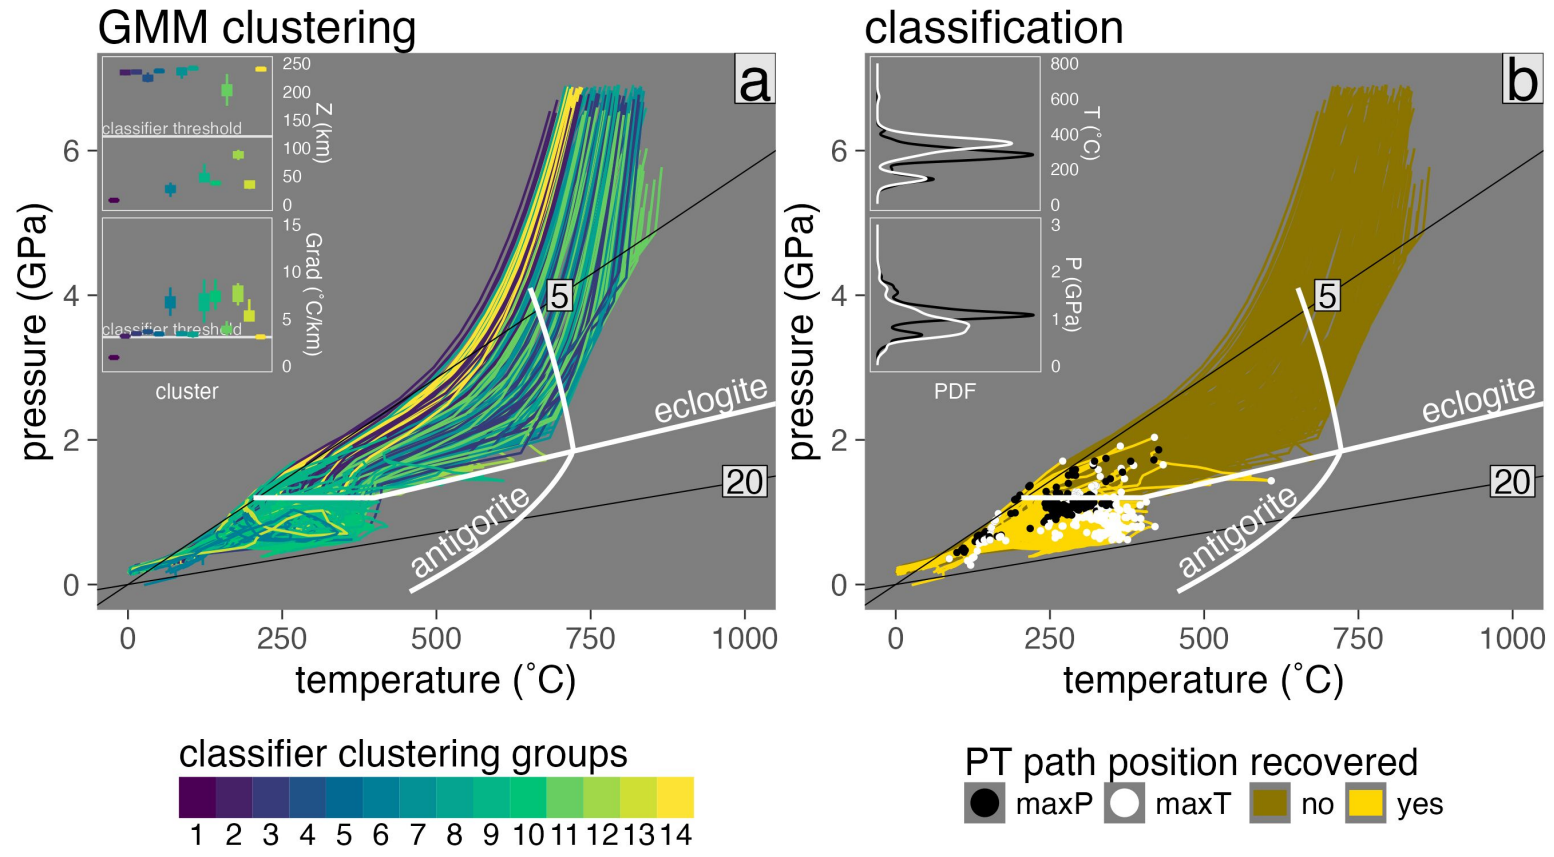 GMM clustering
classification
a
b
250
200
150
100
50
0
Z (km)
classifier threshold
15
10
5
0
Grad (˚C/km)
classifier threshold
cluster
5
eclogite
20
antigorite
6
4
2
0
pressure (GPa)
0 250 500 750 1000
temperature (˚C)
800
600
400
200
0
T (˚C)
3
2
1
0
P (GPa)
PDF
5
eclogite
20
antigorite
6
4
2
0
pressure (GPa)
0 250 500 750 1000
temperature (˚C)
classifier clustering groups
1 2 3 4 5 6 7 8 9 10 11 12 13 14
PT path position recovered
maxP maxT no yes